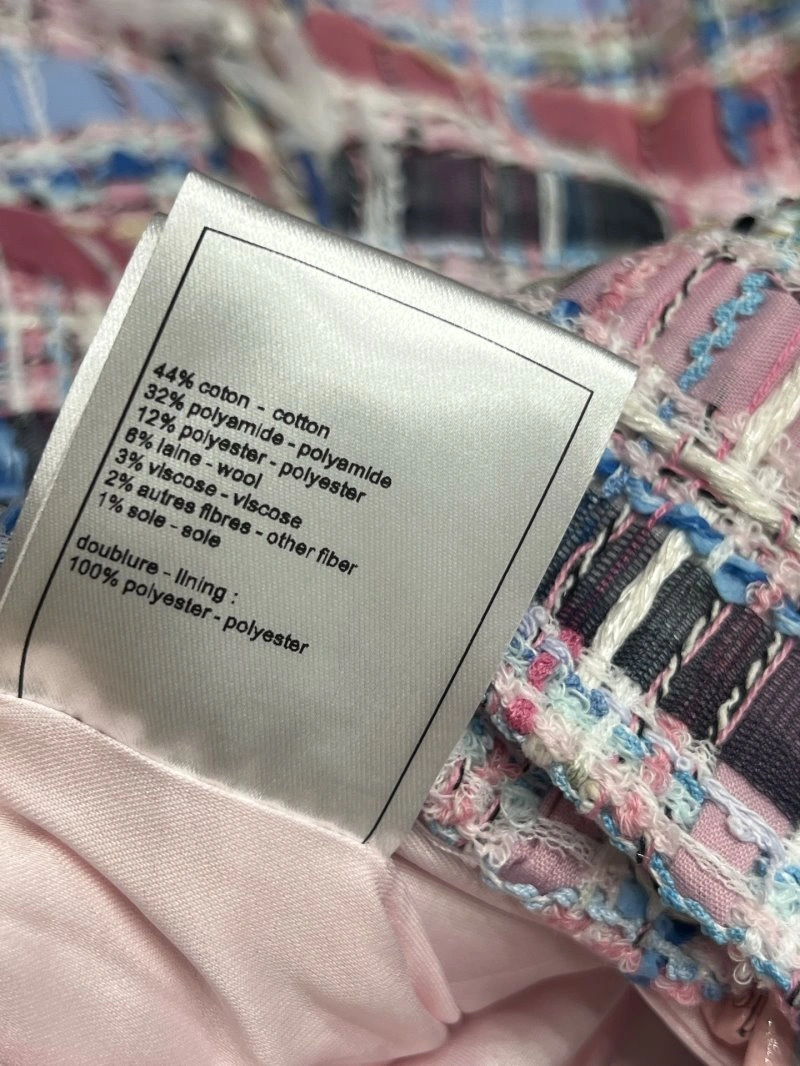 44% coton - cotton
32% polyamide - polyamide
12% polyester - polyester
6% laine - wool
3% viscose - viscose
2% autres fibres - other fiber
1% soie - soie
doublure - lining :
100% polyester - polyester